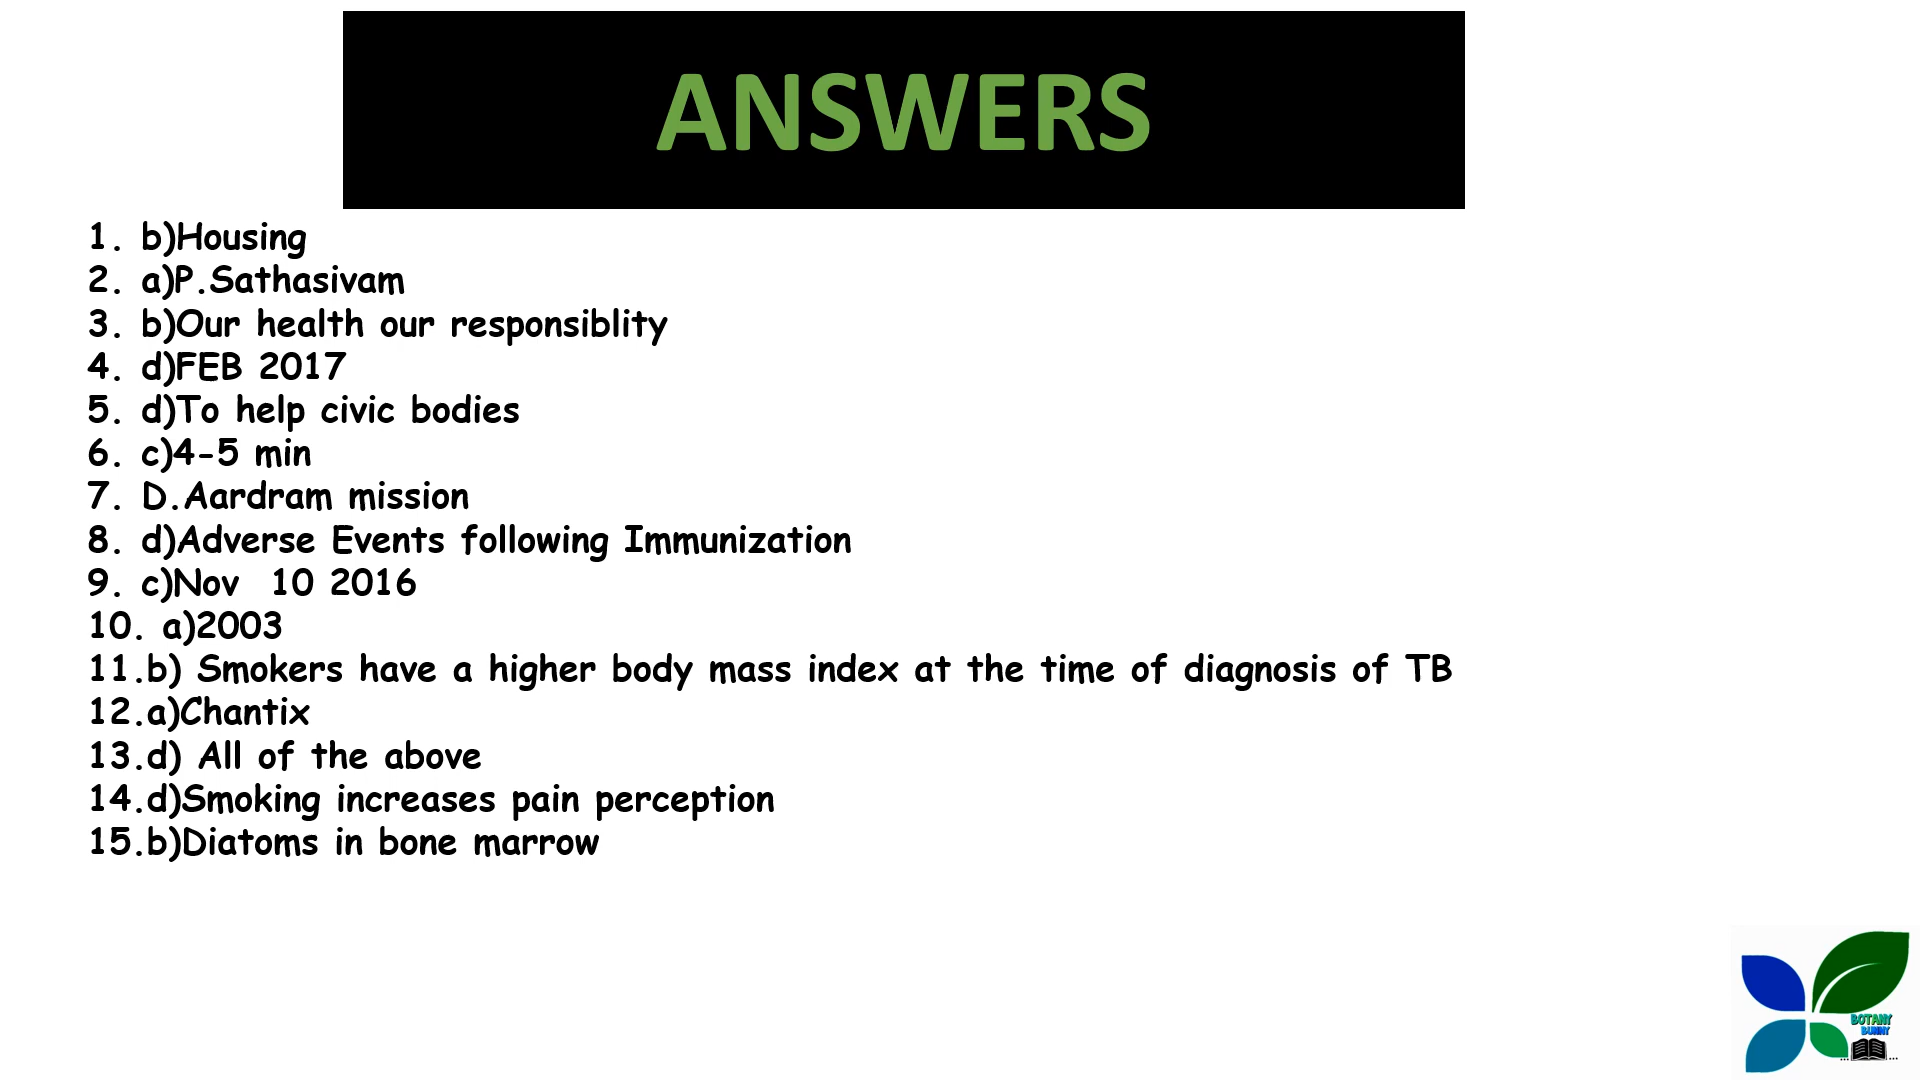 ANSWERS
1. b)Housing
2. a)P.Sathasivam
3. b)Our health our responsiblity
4. d)FEB 2017
5. d)To help civic bodies
6. c)4-5 min
7. D.Aardram mission
8. d)Adverse Events following Immunization
9. c)Nov  10 2016
10. a)2003
11.b) Smokers have a higher body mass index at the time of diagnosis of TB
12.a)Chantix
13.d) All of the above
14.d)Smoking increases pain perception
15.b)Diatoms in bone marrow
BOTANY
BUNNY